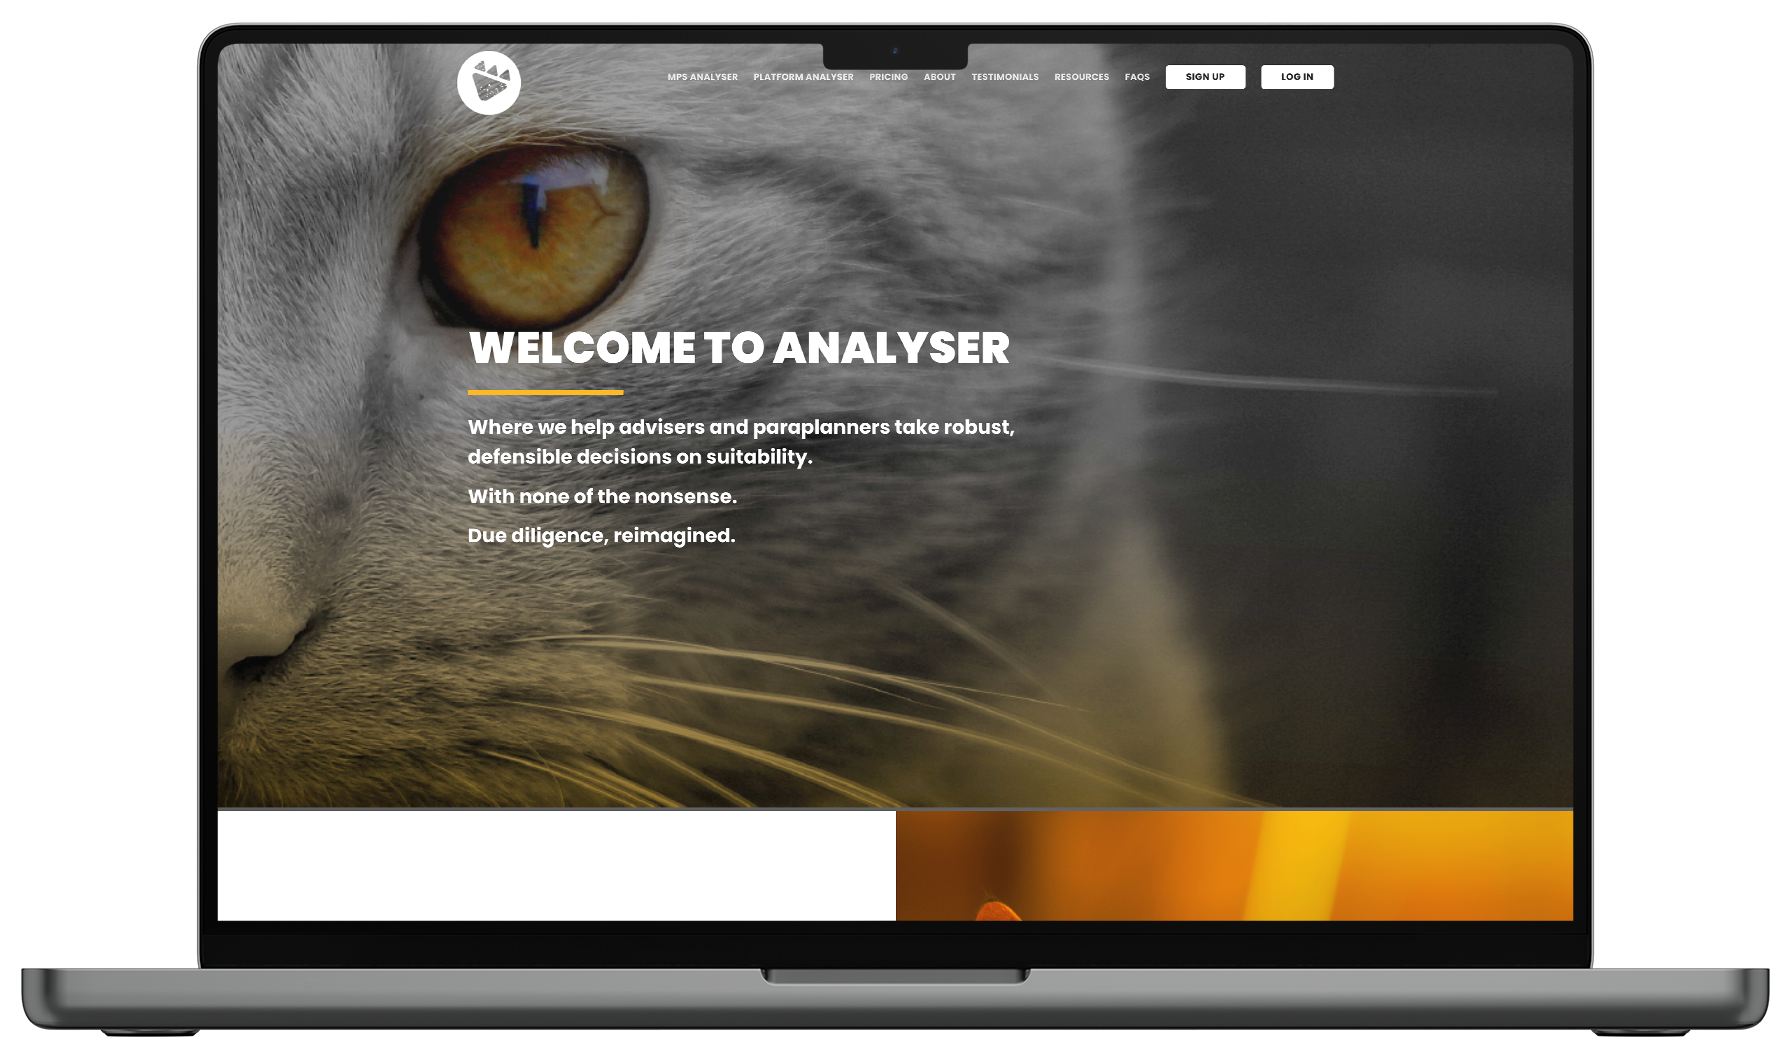 MPS ANALYSER PLATFORM ANALYSER PRICING ABOUT TESTIMONIALS RESOURCES FAQS SIGN UP LOG IN
WELCOME TO ANALYSER
Where we help advisers and paraplanners take robust,
defensible decisions on suitability.
With none of the nonsense.
Due diligence, reimagined.